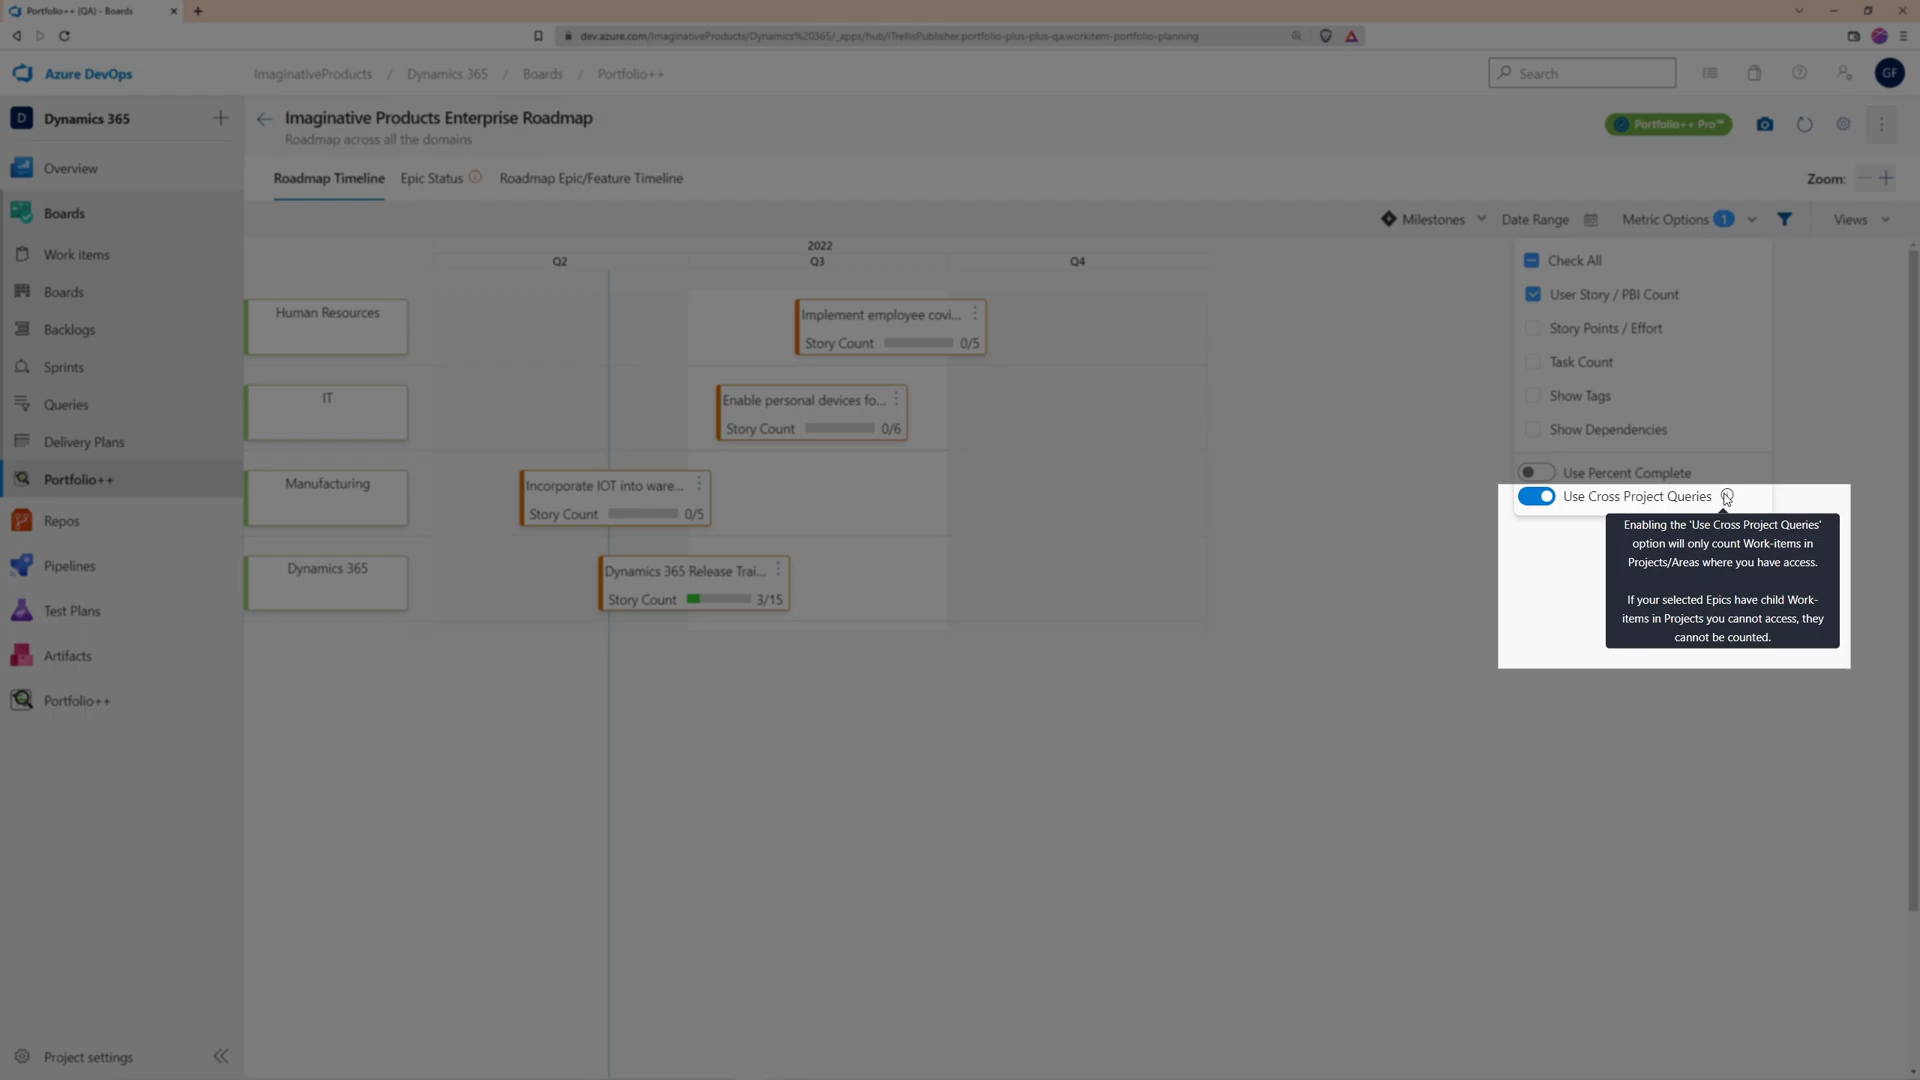 Portfolio++ (QA) - Boards
dev.azure.com/ImaginativeProducts/Dynamics%20365/_apps/hub/iTrellisPublisher.portfolio-plus-plus-qa.workitem-portfolio-planning
Azure DevOps
ImaginativeProducts / Dynamics 365 / Boards / Portfolio++
Search
GF
D Dynamics 365
Imaginative Products Enterprise Roadmap
Roadmap across all the domains
Portfolio++ Pro™
Overview
Boards
Work items
Boards
Backlogs
Sprints
Queries
Delivery Plans
Portfolio++
Repos
Pipelines
Test Plans
Artifacts
Portfolio++
Project settings
Roadmap Timeline
Epic Status
Roadmap Epic/Feature Timeline
Zoom:
Milestones
Date Range
Metric Options 1
Views
2022
Q2
Q3
Q4
Human Resources
Implement employee covi...
Story Count 0/5
IT
Enable personal devices fo...
Story Count 0/6
Manufacturing
Incorporate IOT into ware...
Story Count 0/5
Dynamics 365
Dynamics 365 Release Trai...
Story Count 3/15
Check All
User Story / PBI Count
Story Points / Effort
Task Count
Show Tags
Show Dependencies
Use Percent Complete
Use Cross Project Queries
Enabling the 'Use Cross Project Queries'
option will only count Work-items in
Projects/Areas where you have access.
If your selected Epics have child Work-
items in Projects you cannot access, they
cannot be counted.